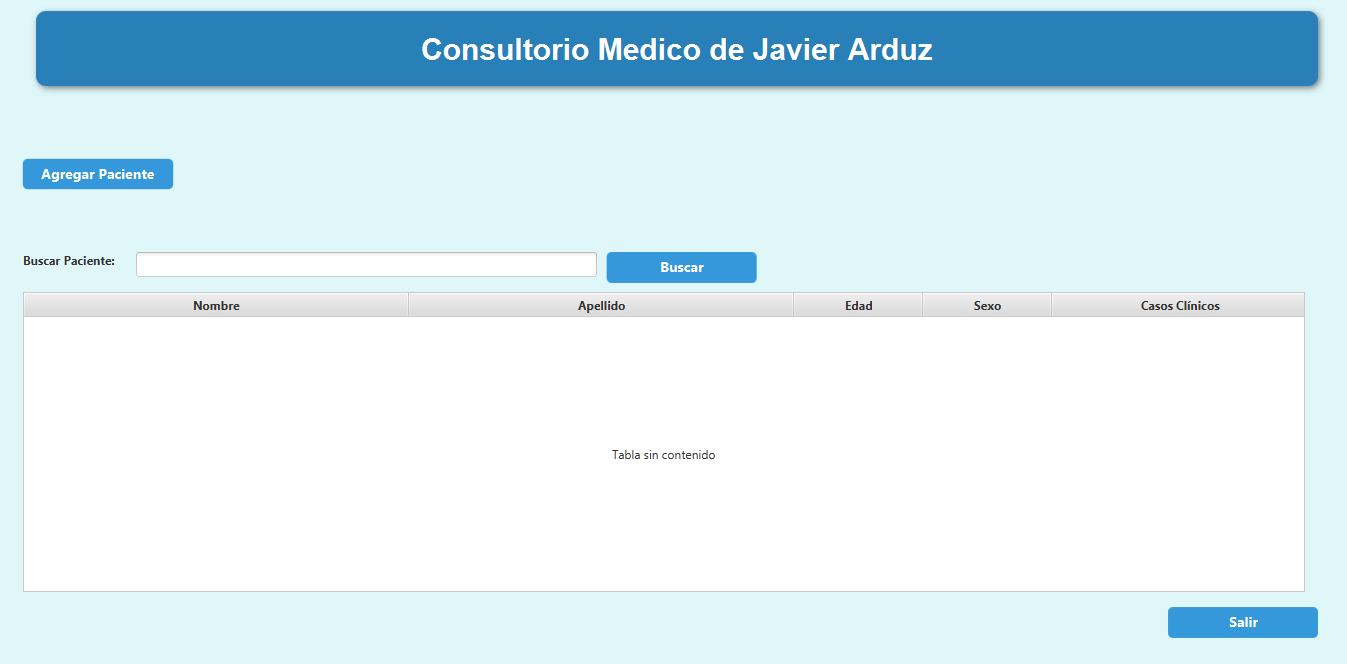 Consultorio Medico de Javier Arduz
Agregar Paciente
Buscar Paciente:
Buscar
Nombre Apellido Edad Sexo Casos Clínicos
Tabla sin contenido
Salir